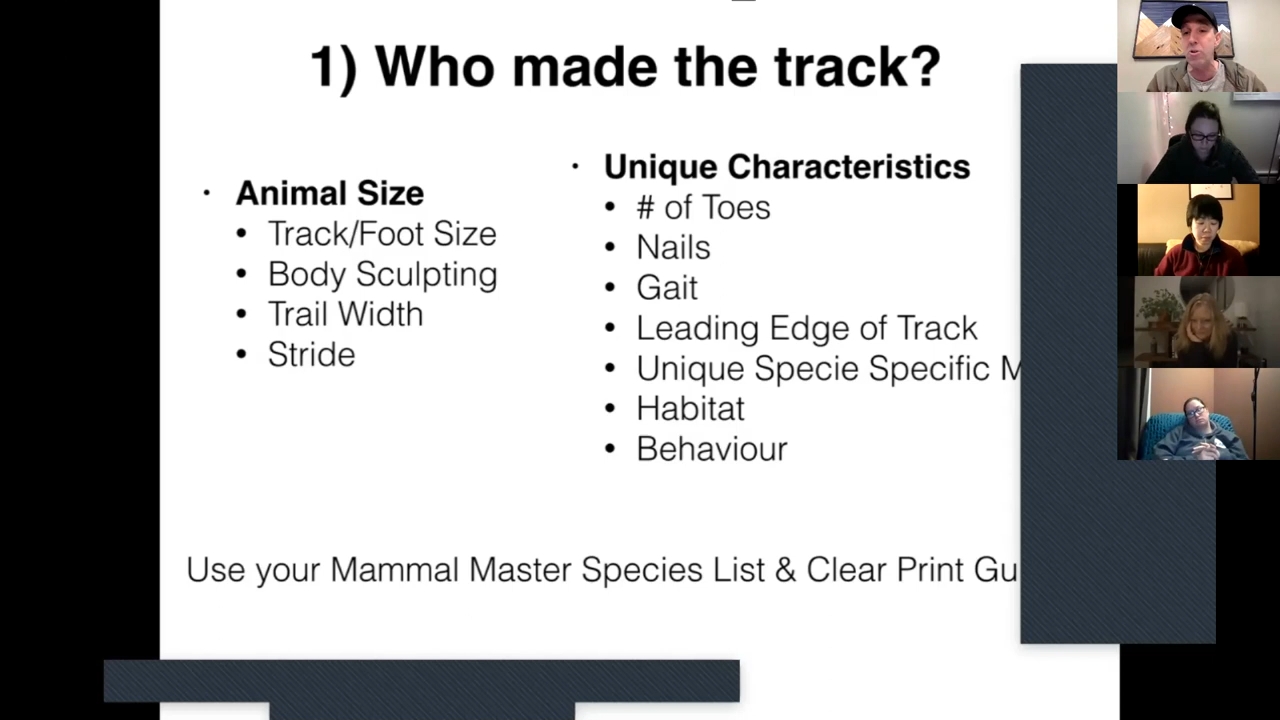 1) Who made the track?
• Animal Size
• Track/Foot Size
• Body Sculpting
• Trail Width
• Stride
• Unique Characteristics
• # of Toes
• Nails
• Gait
• Leading Edge of Track
• Unique Specie Specific
• Habitat
• Behaviour
Use your Mammal Master Species List & Clear Print